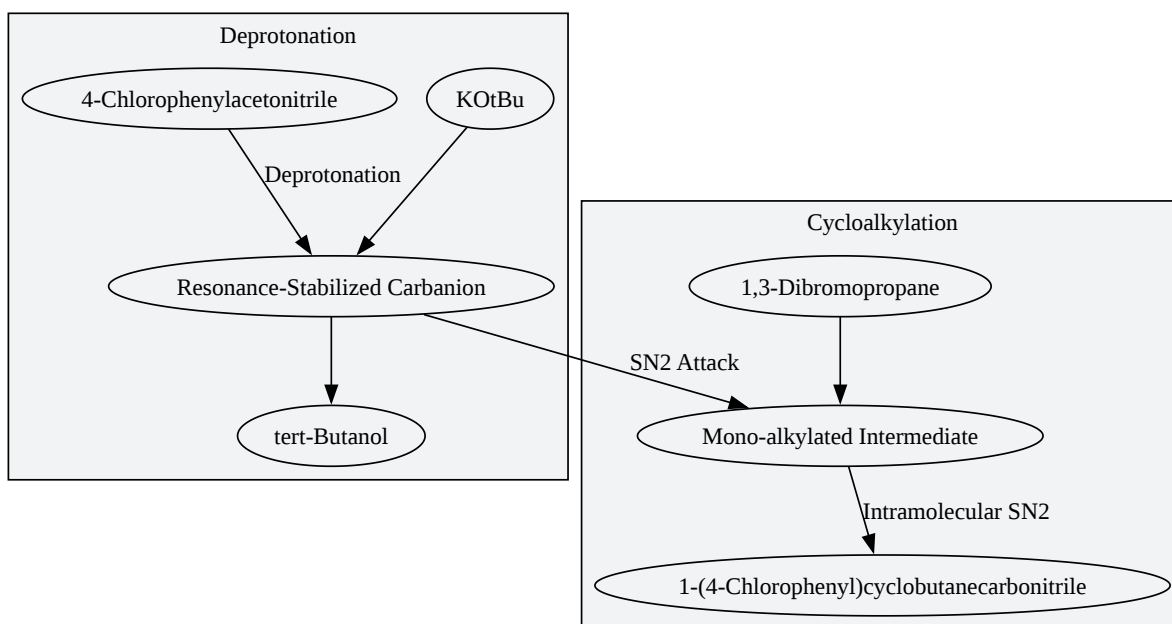 Deprotonation
4-Chlorophenylacetonitrile
KOtBu
Deprotonation
Resonance-Stabilized Carbanion
tert-Butanol
Cycloalkylation
1,3-Dibromopropane
SN2 Attack
Mono-alkylated Intermediate
Intramolecular SN2
1-(4-Chlorophenyl)cyclobutanecarbonitrile